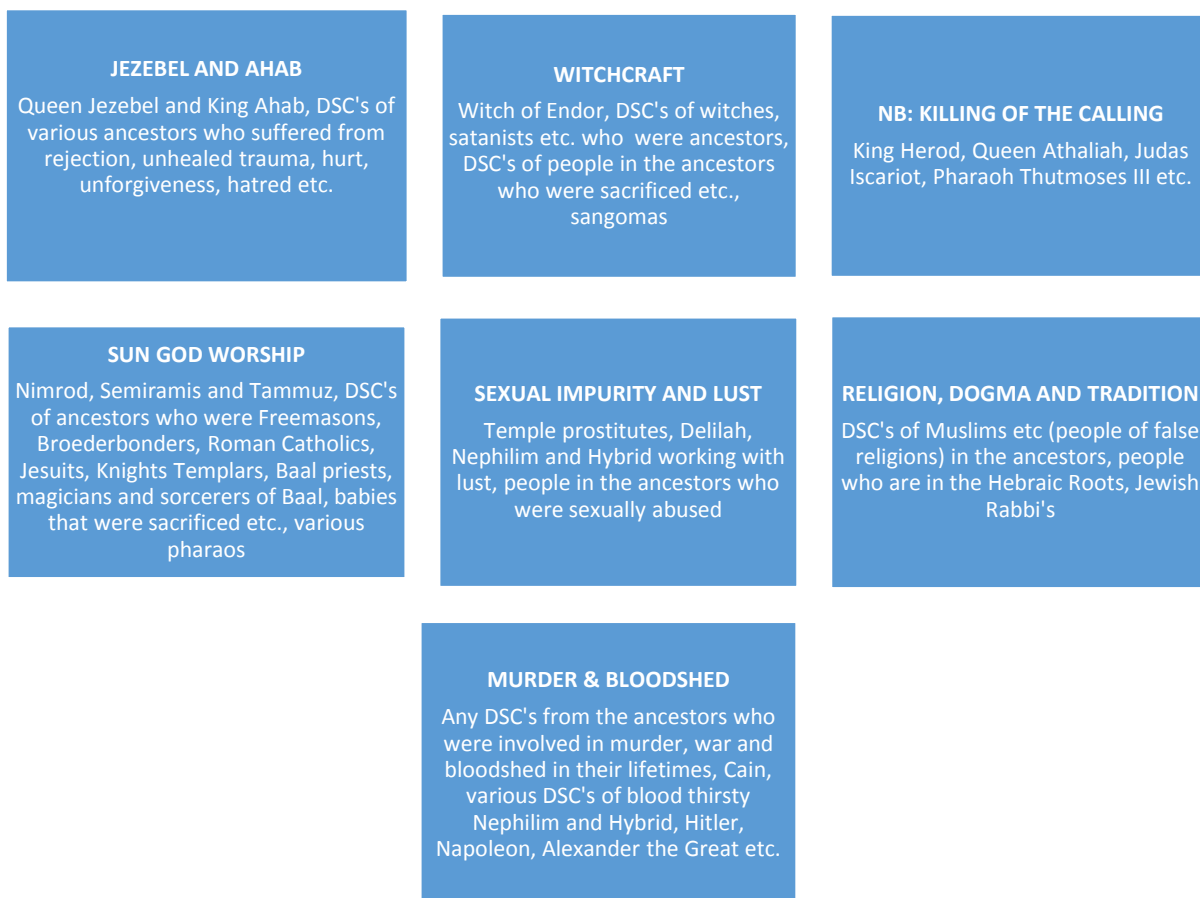 JEZEBEL AND AHAB
Queen Jezebel and King Ahab, DSC's of
various ancestors who suffered from
rejection, unhealed trauma, hurt,
unforgiveness, hatred etc.
WITCHCRAFT
Witch of Endor, DSC's of witches,
satanists etc. who  were ancestors,
DSC's of people in the ancestors
who were sacrificed etc.,
sangomas
NB: KILLING OF THE CALLING
King Herod, Queen Athaliah, Judas
Iscariot, Pharaoh Thutmoses III etc.
SUN GOD WORSHIP
Nimrod, Semiramis and Tammuz, DSC's
of ancestors who were Freemasons,
Broederbonders, Roman Catholics,
Jesuits, Knights Templars, Baal priests,
magicians and sorcerers of Baal, babies
that were sacrificed etc., various
pharaos
SEXUAL IMPURITY AND LUST
Temple prostitutes, Delilah,
Nephilim and Hybrid working with
lust, people in the ancestors who
were sexually abused
RELIGION, DOGMA AND TRADITION
DSC's of Muslims etc (people of false
religions) in the ancestors, people
who are in the Hebraic Roots, Jewish
Rabbi's
MURDER & BLOODSHED
Any DSC's from the ancestors who
were involved in murder, war and
bloodshed in their lifetimes, Cain,
various DSC's of blood thirsty
Nephilim and Hybrid, Hitler,
Napoleon, Alexander the Great etc.